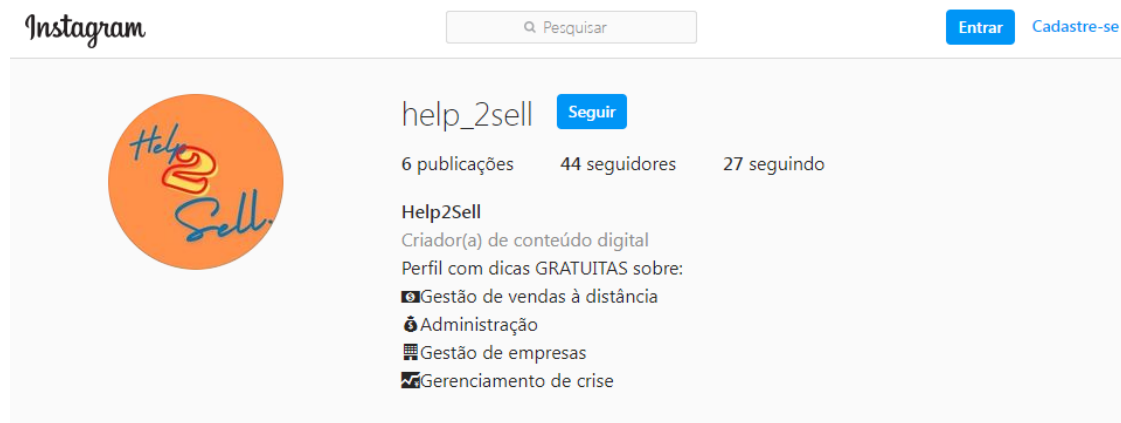 Instagram
Pesquisar
Entrar
Cadastre-se
Help
2
Sell.
help_2sell
Seguir
6 publicações 44 seguidores 27 seguindo
Help2Sell
Criador(a) de conteúdo digital
Perfil com dicas GRATUITAS sobre:
Gestão de vendas à distância
Administração
Gestão de empresas
Gerenciamento de crise